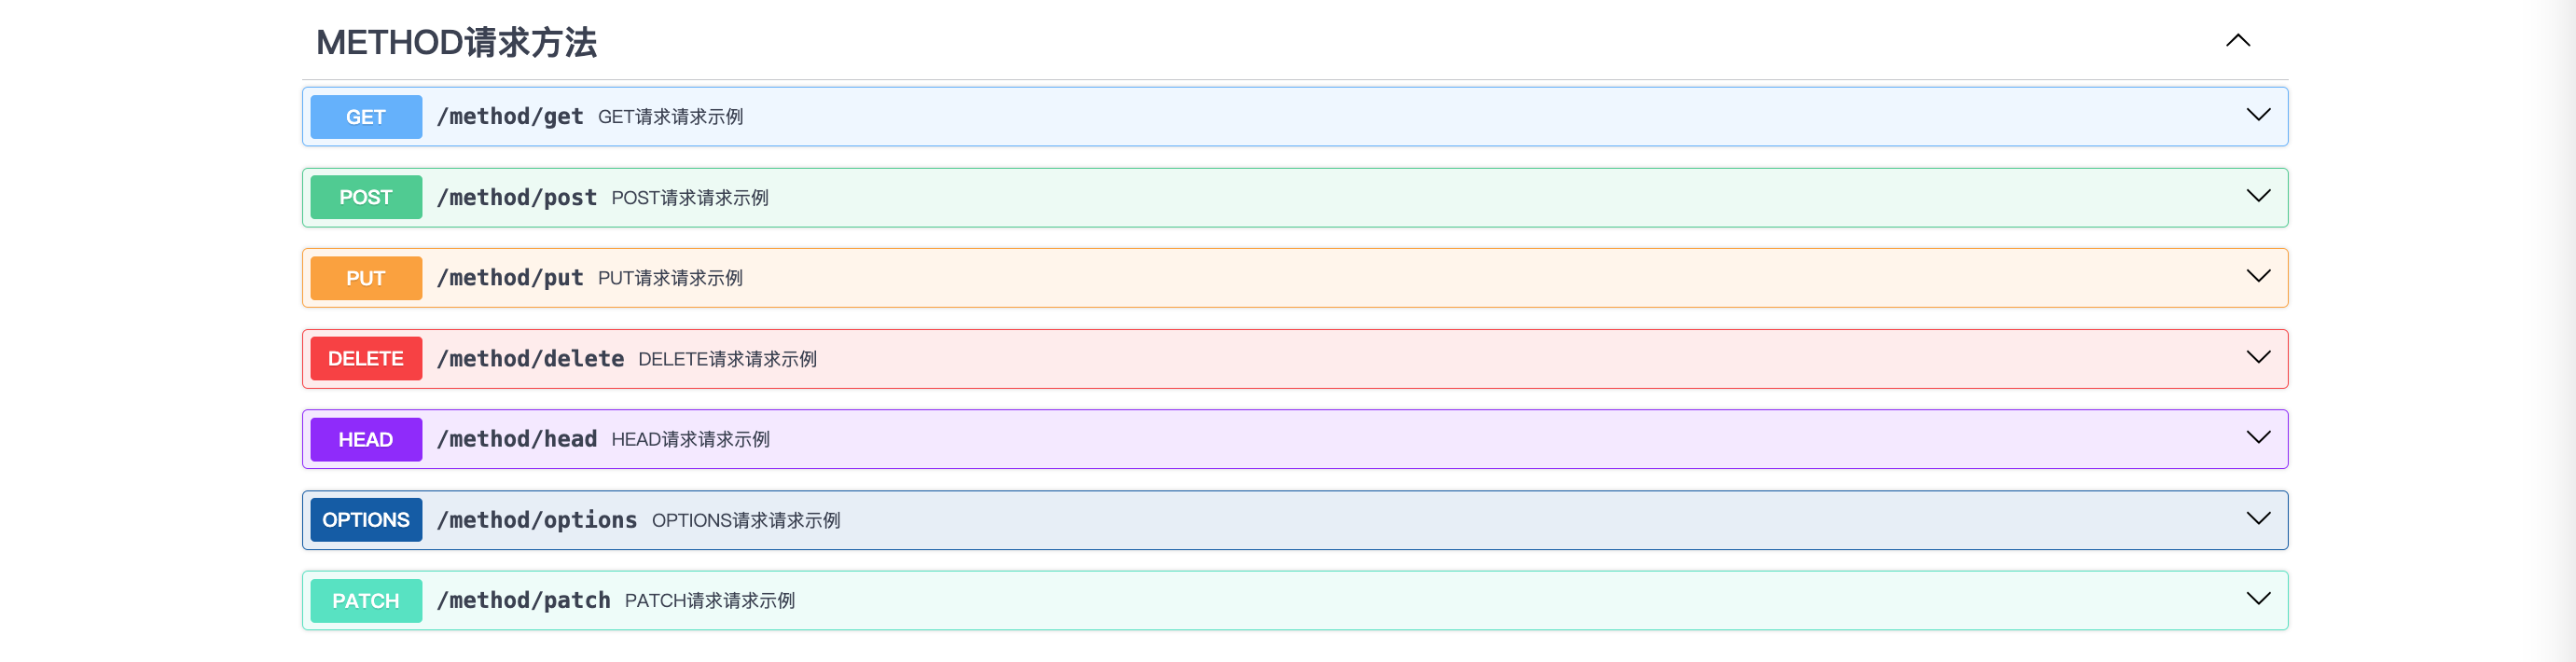 METHOD请求方法
GET /method/get GET请求请求示例
POST /method/post POST请求请求示例
PUT /method/put PUT请求请求示例
DELETE /method/delete DELETE请求请求示例
HEAD /method/head HEAD请求请求示例
OPTIONS /method/options OPTIONS请求请求示例
PATCH /method/patch PATCH请求请求示例